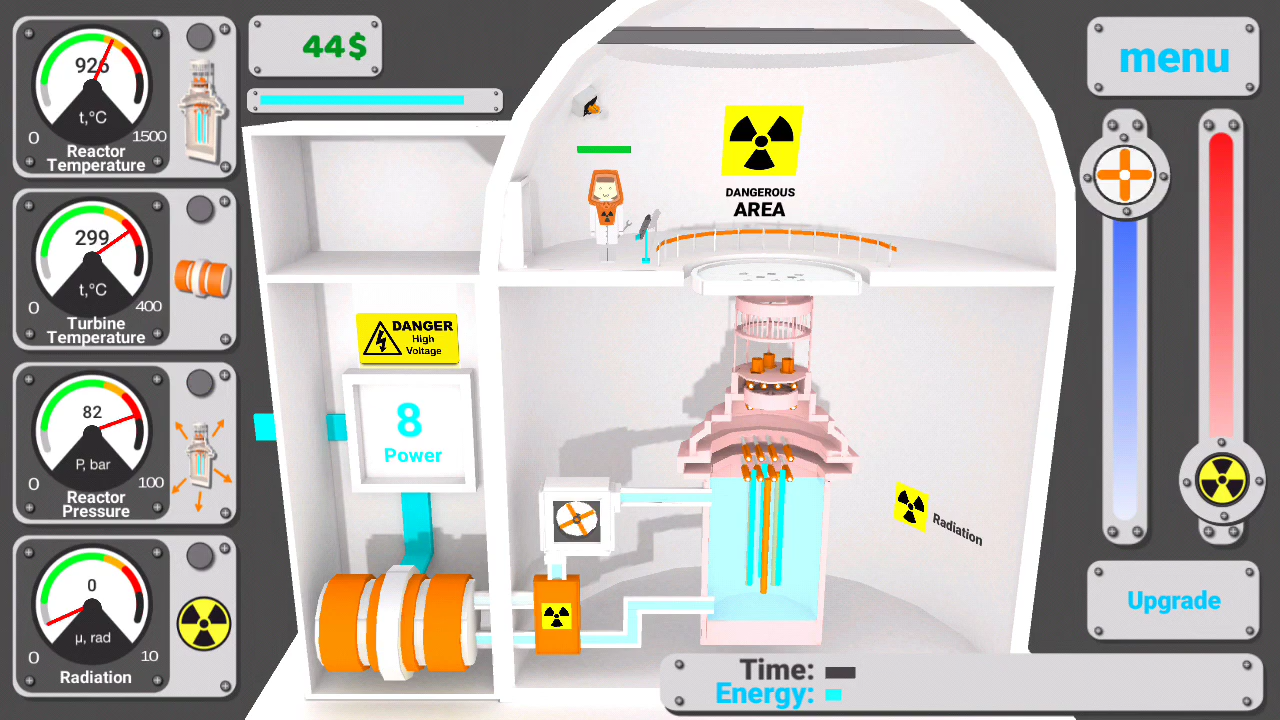 926
t,°C
0
1500
Reactor
Temperature
299
t,°C
0
400
Turbine
Temperature
82
P, bar
0
100
Reactor
Pressure
0
μ, rad
0
10
Radiation
44$
DANGER
High
Voltage
8
Power
DANGEROUS
AREA
Radiation
menu
Upgrade
Time:
Energy: